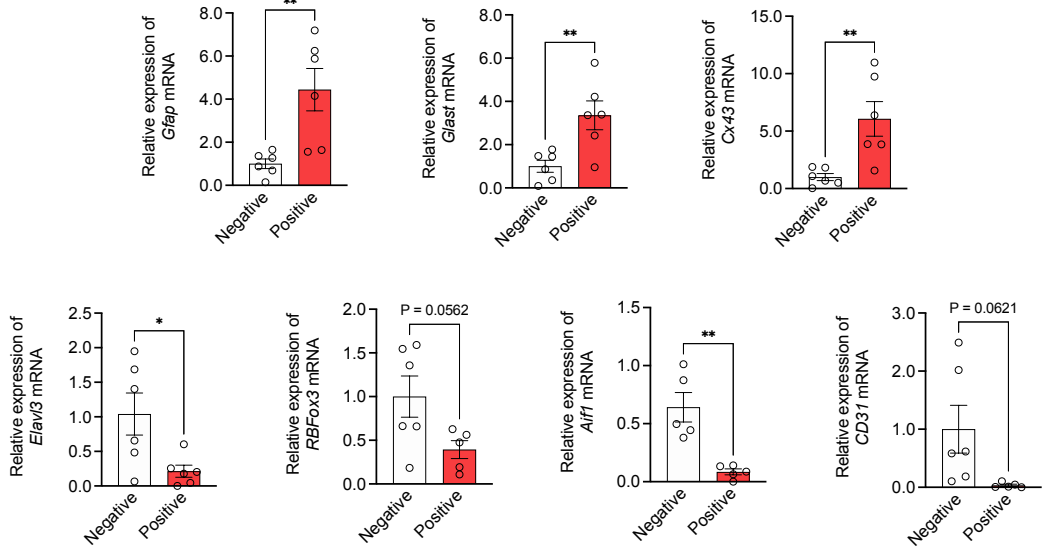 Relative expression of
Gfap mRNA
8.0
6.0
4.0
2.0
0.0
**
Negative
Positive
Relative expression of
Glast mRNA
8.0
6.0
4.0
2.0
0.0
**
Negative
Positive
Relative expression of
Cx43 mRNA
15.0
10.0
5.0
0.0
**
Negative
Positive
Relative expression of
Elavl3 mRNA
2.5
2.0
1.5
1.0
0.5
0.0
*
Negative
Positive
Relative expression of
RBFox3 mRNA
2.0
1.5
1.0
0.5
0.0
P = 0.0562
Negative
Positive
Relative expression of
Aif1 mRNA
1.5
1.0
0.5
0.0
**
Negative
Positive
Relative expression of
CD31 mRNA
3.0
2.0
1.0
0.0
P = 0.0621
Negative
Positive